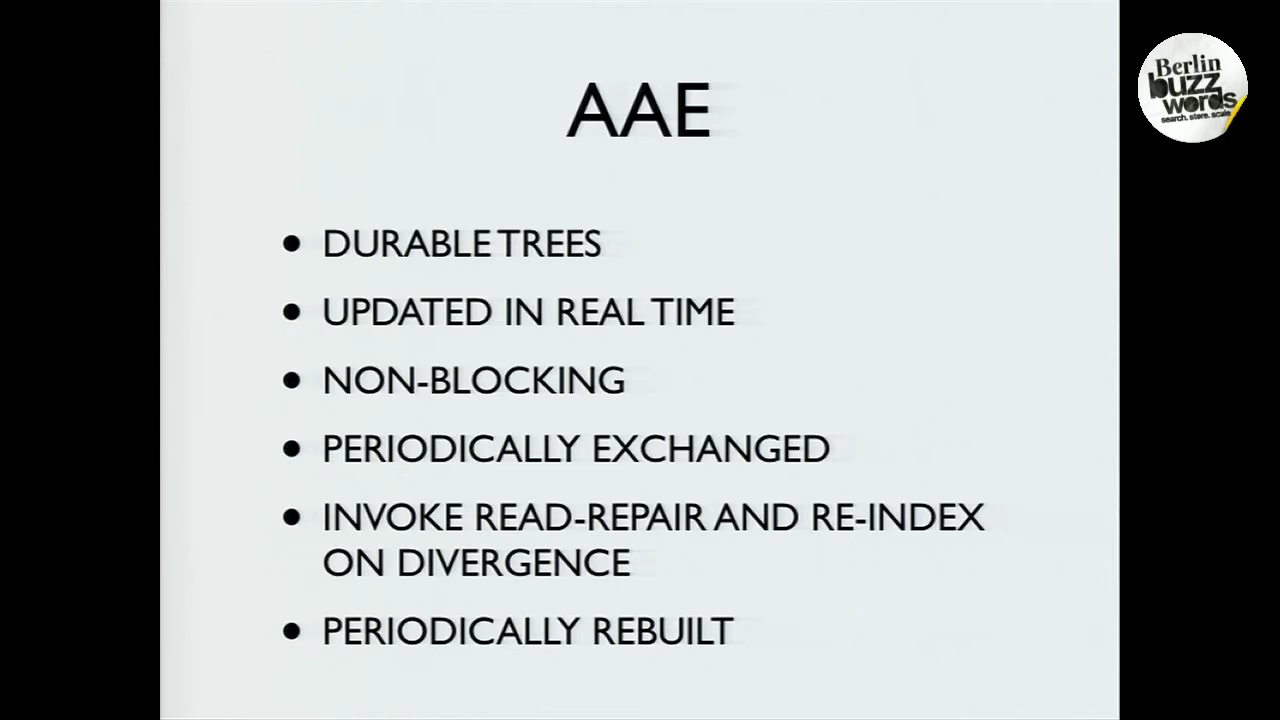 AAE
Berlin
buzz
words
search. store. scale
• DURABLE TREES
• UPDATED IN REAL TIME
• NON-BLOCKING
• PERIODICALLY EXCHANGED
• INVOKE READ-REPAIR AND RE-INDEX
ON DIVERGENCE
• PERIODICALLY REBUILT